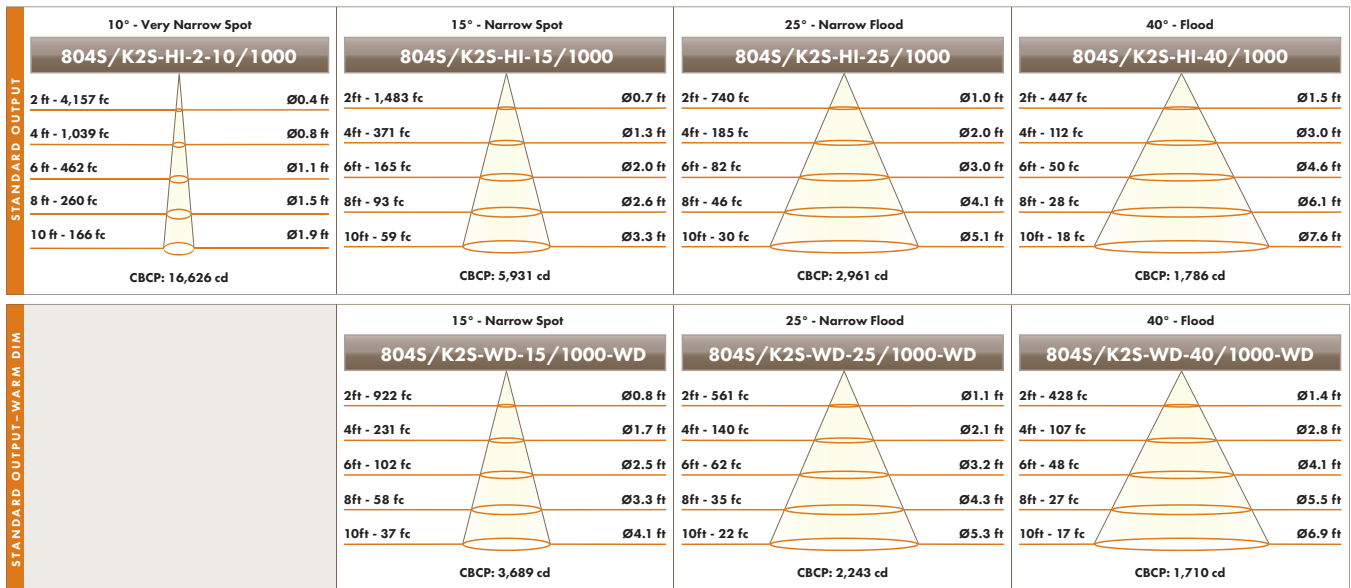 STANDARD OUTPUT
10° - Very Narrow Spot
804S/K2S-HI-2-10/1000
2 ft - 4,157 fc Ø0.4 ft
4 ft - 1,039 fc Ø0.8 ft
6 ft - 462 fc Ø1.1 ft
8 ft - 260 fc Ø1.5 ft
10 ft - 166 fc Ø1.9 ft
CBCP: 16,626 cd
15° - Narrow Spot
804S/K2S-HI-15/1000
2ft - 1,483 fc Ø0.7 ft
4ft - 371 fc Ø1.3 ft
6ft - 165 fc Ø2.0 ft
8ft - 93 fc Ø2.6 ft
10ft - 59 fc Ø3.3 ft
CBCP: 5,931 cd
25° - Narrow Flood
804S/K2S-HI-25/1000
2ft - 740 fc Ø1.0 ft
4ft - 185 fc Ø2.0 ft
6ft - 82 fc Ø3.0 ft
8ft - 46 fc Ø4.1 ft
10ft - 30 fc Ø5.1 ft
CBCP: 2,961 cd
40° - Flood
804S/K2S-HI-40/1000
2ft - 447 fc Ø1.5 ft
4ft - 112 fc Ø3.0 ft
6ft - 50 fc Ø4.6 ft
8ft - 28 fc Ø6.1 ft
10ft - 18 fc Ø7.6 ft
CBCP: 1,786 cd
STANDARD OUTPUT–WARM DIM
15° - Narrow Spot
804S/K2S-WD-15/1000-WD
2ft - 922 fc Ø0.8 ft
4ft - 231 fc Ø1.7 ft
6ft - 102 fc Ø2.5 ft
8ft - 58 fc Ø3.3 ft
10ft - 37 fc Ø4.1 ft
CBCP: 3,689 cd
25° - Narrow Flood
804S/K2S-WD-25/1000-WD
2ft - 561 fc Ø1.1 ft
4ft - 140 fc Ø2.1 ft
6ft - 62 fc Ø3.2 ft
8ft - 35 fc Ø4.3 ft
10ft - 22 fc Ø5.3 ft
CBCP: 2,243 cd
40° - Flood
804S/K2S-WD-40/1000-WD
2ft - 428 fc Ø1.4 ft
4ft - 107 fc Ø2.8 ft
6ft - 48 fc Ø4.1 ft
8ft - 27 fc Ø5.5 ft
10ft - 17 fc Ø6.9 ft
CBCP: 1,710 cd